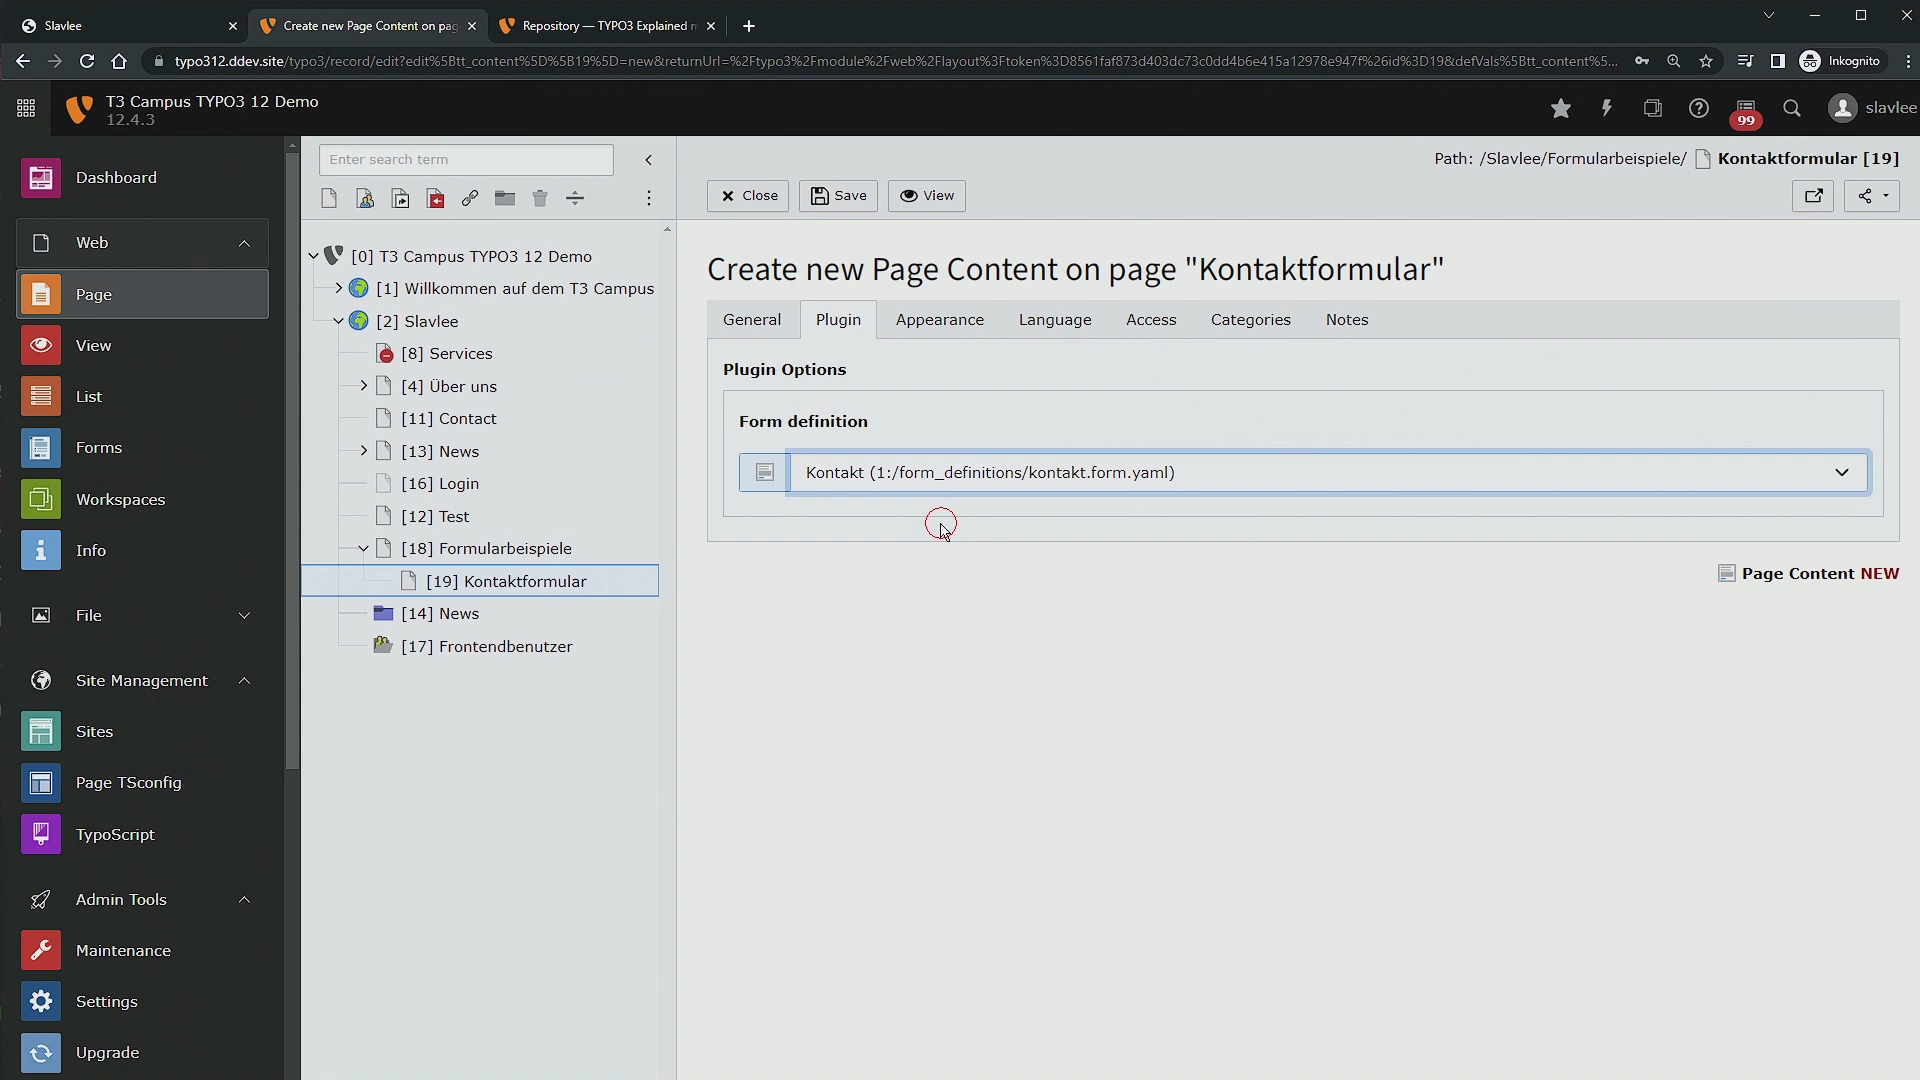 Slavlee
Create new Page Content on pag
Repository — TYPO3 Explained
typo312.ddev.site/typo3/record/edit?edit%5Btt_content%5D%5B19%5D=new&returnUrl=%2Ftypo3%2Fmodule%2Fweb%2Flayout%3Ftoken%3D8561faf873d403dc73c0dd4b6e415a12978e947f%26id%3D19&defVals%5Btt_content%5...
Inkognito
T3 Campus TYPO3 12 Demo
12.4.3
99
slavlee
Dashboard
Web
Page
View
List
Forms
Workspaces
Info
File
Site Management
Sites
Page TSconfig
TypoScript
Admin Tools
Maintenance
Settings
Upgrade
Enter search term
[0] T3 Campus TYPO3 12 Demo
[1] Willkommen auf dem T3 Campus
[2] Slavlee
[8] Services
[4] Über uns
[11] Contact
[13] News
[16] Login
[12] Test
[18] Formularbeispiele
[19] Kontaktformular
[14] News
[17] Frontendbenutzer
Path: /Slavlee/Formularbeispiele/ Kontaktformular [19]
Close
Save
View
Create new Page Content on page "Kontaktformular"
General
Plugin
Appearance
Language
Access
Categories
Notes
Plugin Options
Form definition
Kontakt (1:/form_definitions/kontakt.form.yaml)
Page Content NEW